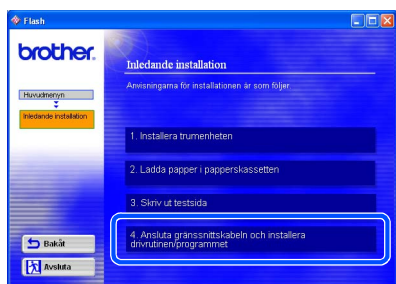 Flash
brother.
Huvudmenyn
Inledande installation
Inledande installation
Anvisningarna för installationen är som följer.
1. Installera trumenheten
2. Ladda papper i papperskassetten
3. Skriv ut testsida
4. Ansluta gränssnittskabeln och installera
drivrutinen/programmet
Bakåt
Avsluta